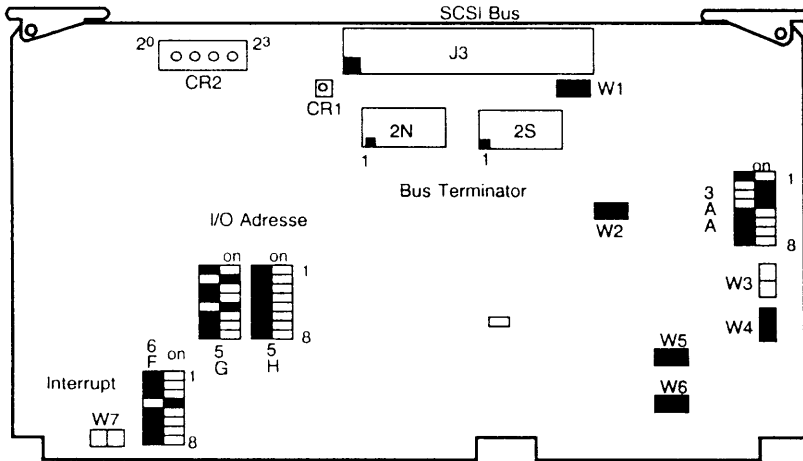 SCSI Bus
2⁰ 2³
CR2
J3
CR1
W1
2N
2S
1
1
Bus Terminator
W2
on
1
3
A
A
8
I/O Adresse
on
on
1
8
5
G
5
H
W3
W4
W5
W6
6
F
on
1
8
Interrupt
W7